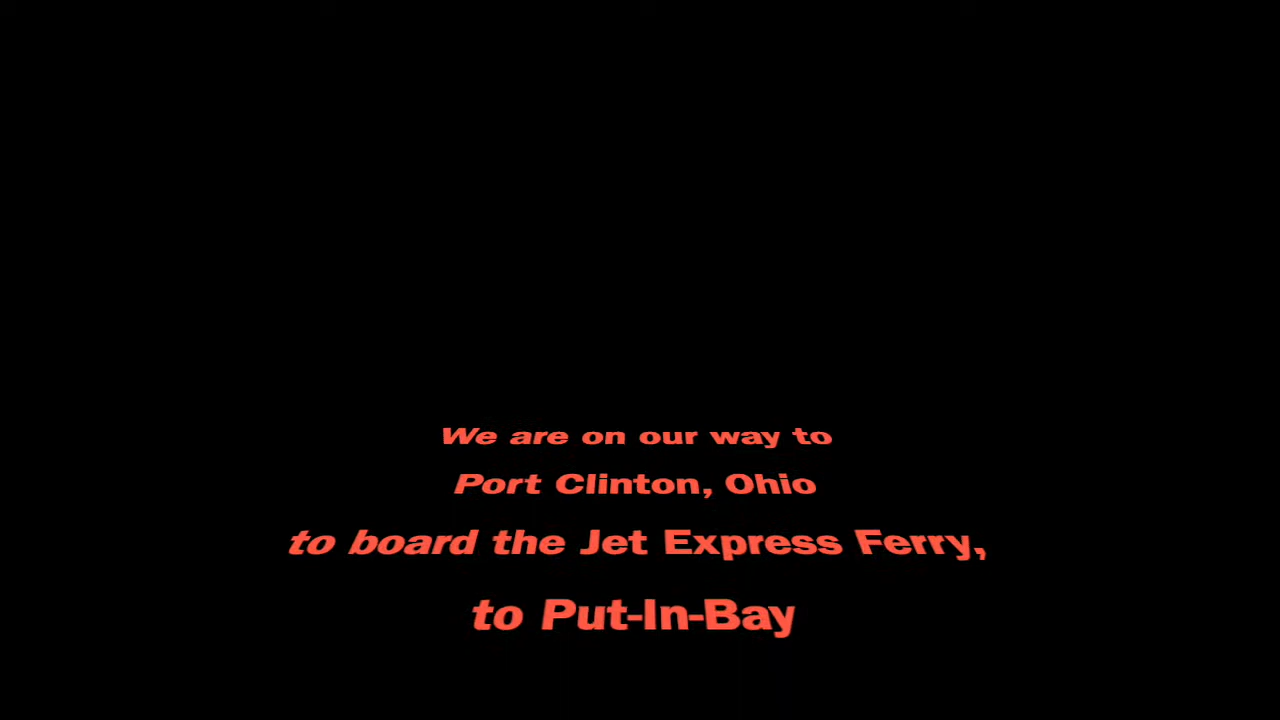 We are on our way to
Port Clinton, Ohio
to board the Jet Express Ferry,
to Put-In-Bay